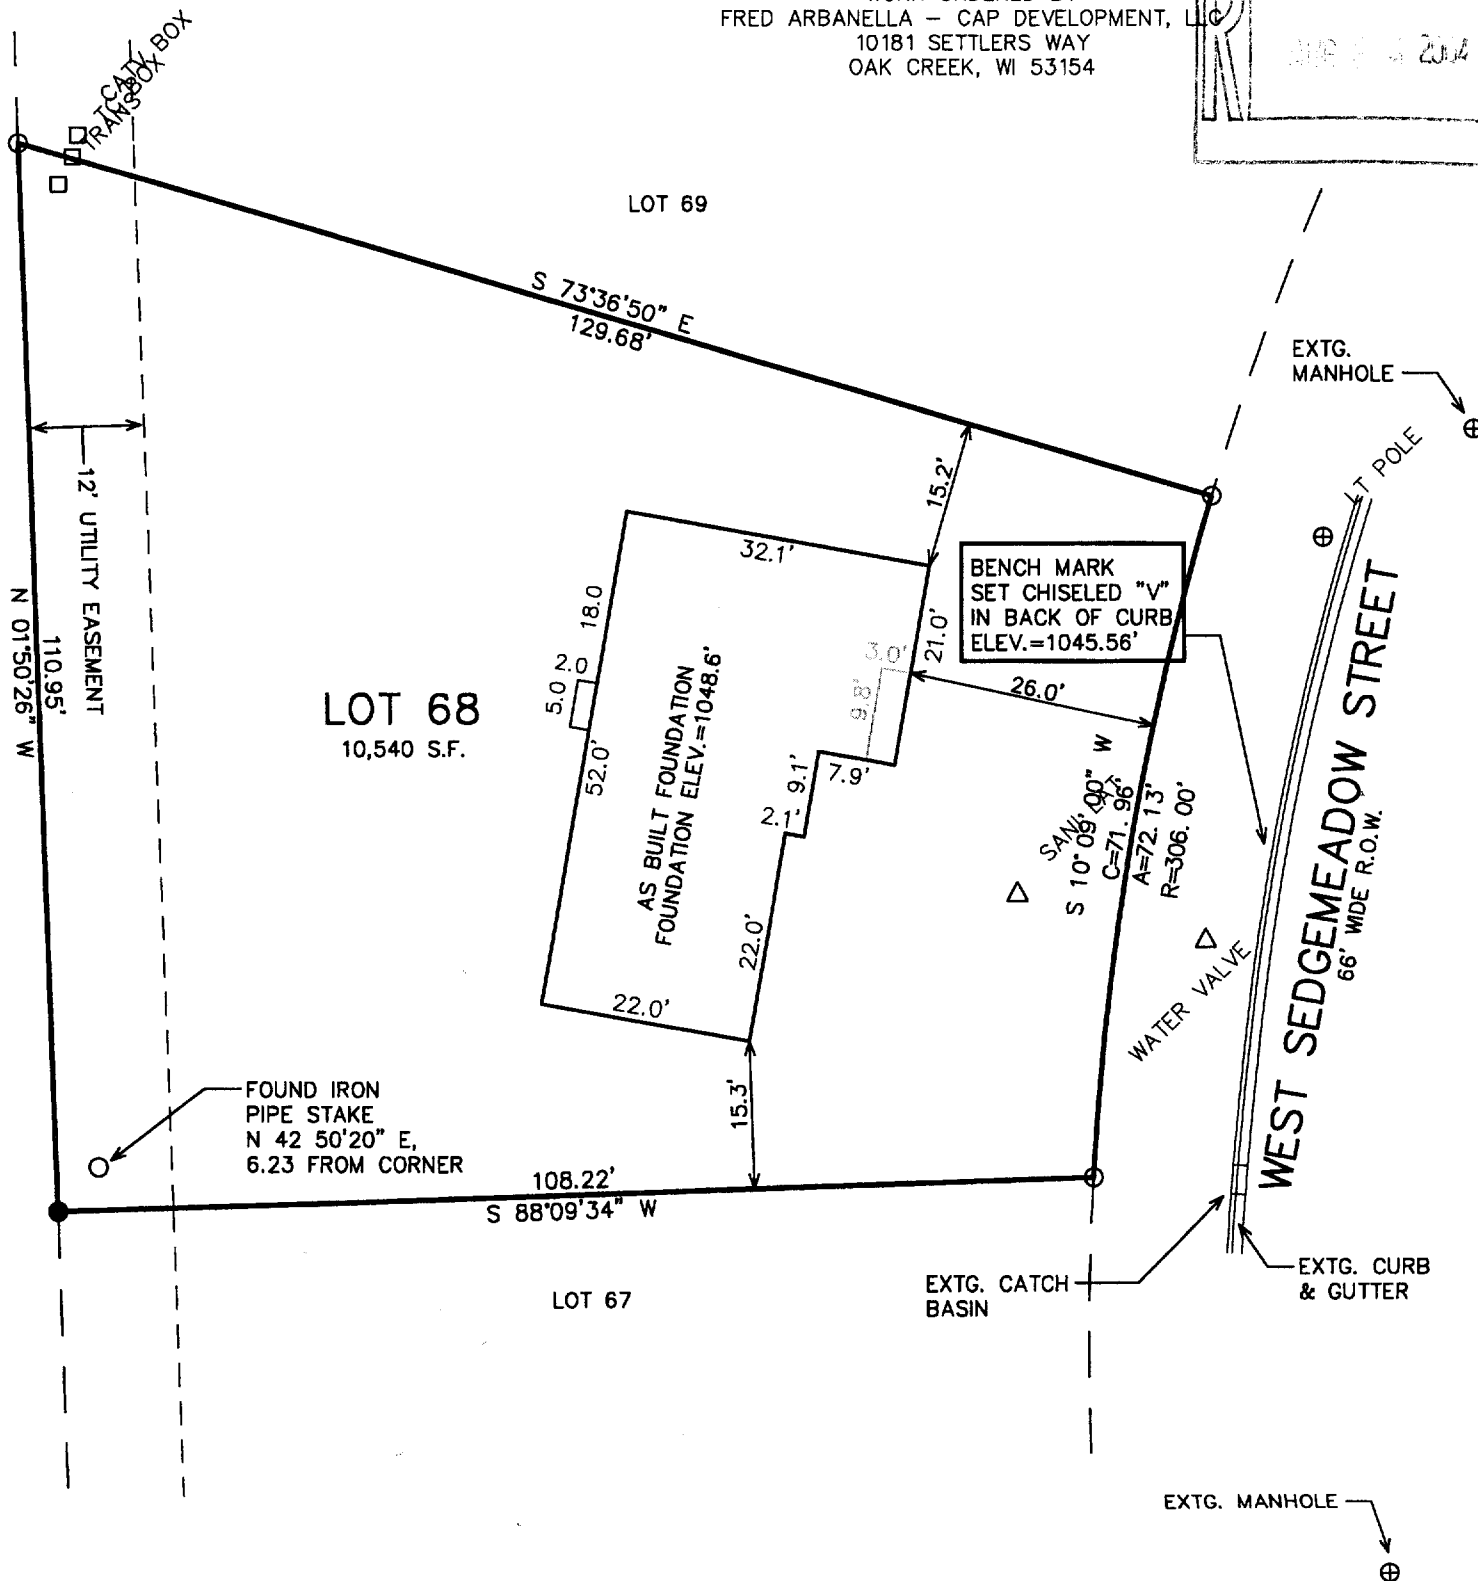 FRED ARBANELLA – CAP DEVELOPMENT, LLC
10181 SETTLERS WAY
OAK CREEK, WI 53154
2004
CATV BOX
T BOX
TRANS
LOT 69
S 73°36'50" E
129.68'
EXTG.
MANHOLE
LT POLE
12' UTILITY EASEMENT
15.2'
32.1'
BENCH MARK
SET CHISELED "V"
IN BACK OF CURB
ELEV.=1045.56'
18.0
21.0'
3.0'
2.0
5.0
9.8'
26.0'
N 01°50'26" W
110.95'
LOT 68
10,540 S.F.
52.0'
AS BUILT FOUNDATION
FOUNDATION ELEV.=1048.6'
9.1'
7.9'
2.1'
SAN.
S 10°09'00" W
C=71.96'
A=72.13'
R=306.00'
WEST SEDGEMEADOW STREET
66' WIDE R.O.W.
22.0'
22.0'
WATER VALVE
15.3'
FOUND IRON
PIPE STAKE
N 42 50'20" E,
6.23 FROM CORNER
108.22'
S 88°09'34" W
EXTG. CATCH
BASIN
EXTG. CURB
& GUTTER
LOT 67
EXTG. MANHOLE